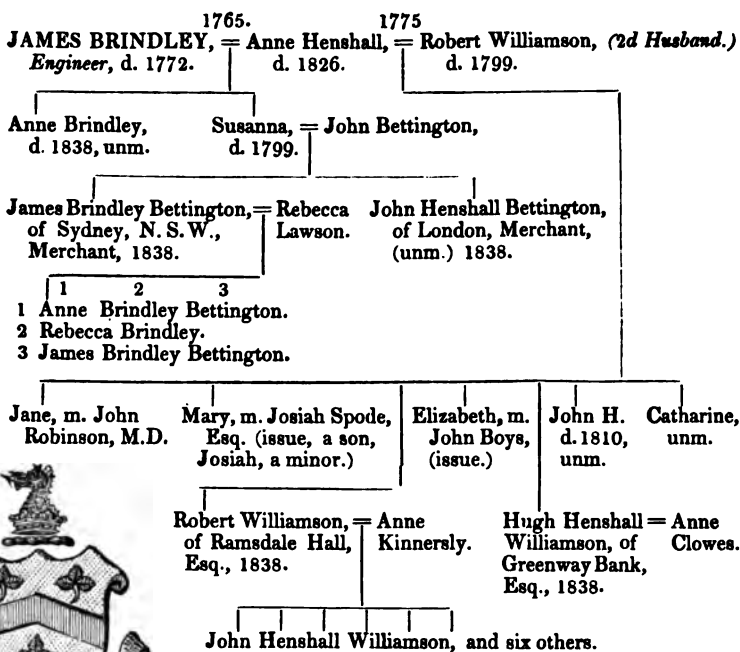 1765. 1775
JAMES BRINDLEY, = Anne Henshall, = Robert Williamson, (2d Husband.)
Engineer, d. 1772. d. 1826. d. 1799.
Anne Brindley, Susanna, = John Bettington,
d. 1838, unm. d. 1799.
James Brindley Bettington, = Rebecca John Henshall Bettington,
of Sydney, N. S. W., Lawson. of London, Merchant,
Merchant, 1838. (unm.) 1838.
1 2 3
1 Anne Brindley Bettington.
2 Rebecca Brindley.
3 James Brindley Bettington.
Jane, m. John Mary, m. Josiah Spode, Elizabeth, m. John H. Catharine,
Robinson, M.D. Esq. (issue, a son, John Boys, d. 1810, unm.
Josiah, a minor.) (issue.) unm.
Robert Williamson, = Anne Hugh Henshall = Anne
of Ramsdale Hall, Kinnersly. Williamson, of Clowes.
Esq., 1838. Greenway Bank,
Esq., 1838.
John Henshall Williamson, and six others.